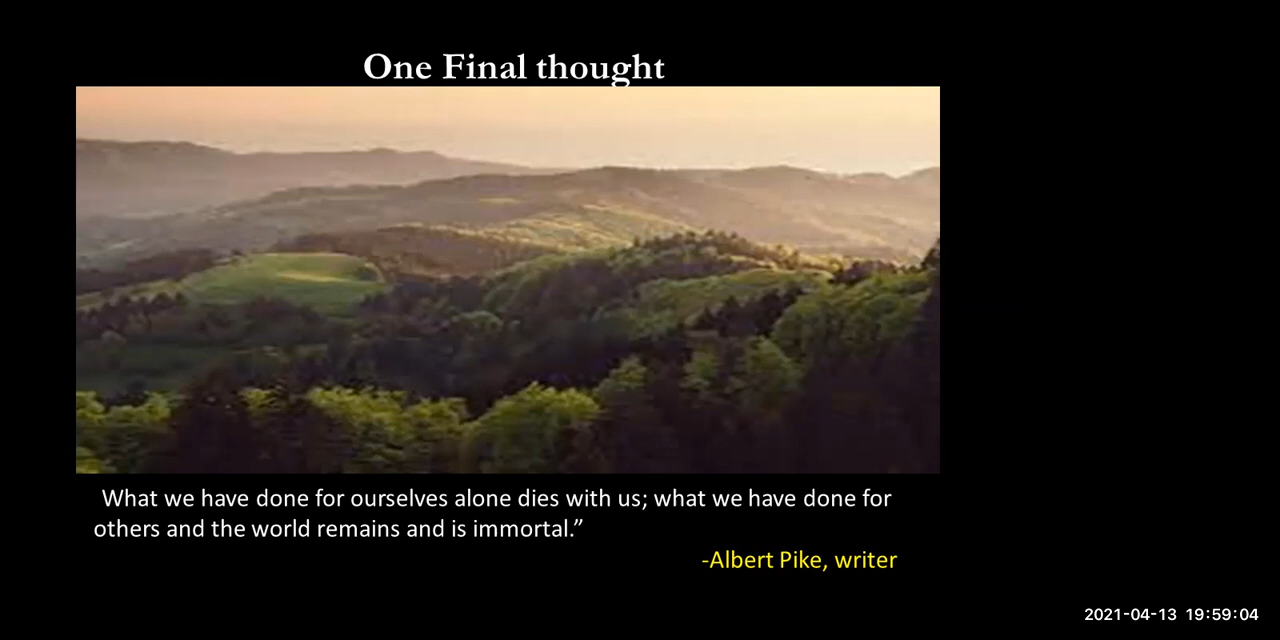 One Final thought
What we have done for ourselves alone dies with us; what we have done for
others and the world remains and is immortal.”
-Albert Pike, writer
2021-04-13 19:59:04